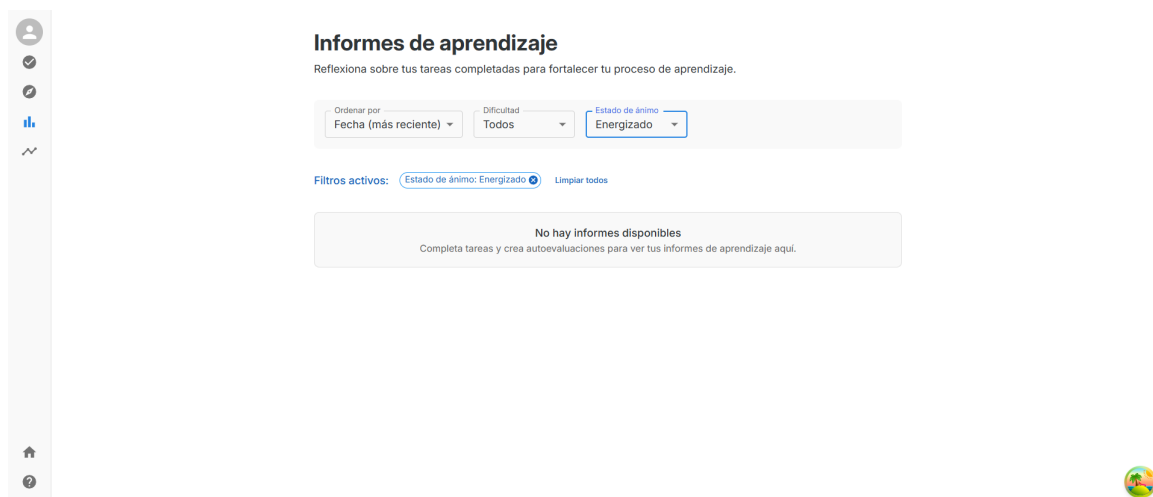 Informes de aprendizaje
Reflexiona sobre tus tareas completadas para fortalecer tu proceso de aprendizaje.
Ordenar por
Fecha (más reciente)
Dificultad
Todos
Estado de ánimo
Energizado
Filtros activos:
Estado de ánimo: Energizado
Limpiar todos
No hay informes disponibles
Completa tareas y crea autoevaluaciones para ver tus informes de aprendizaje aquí.